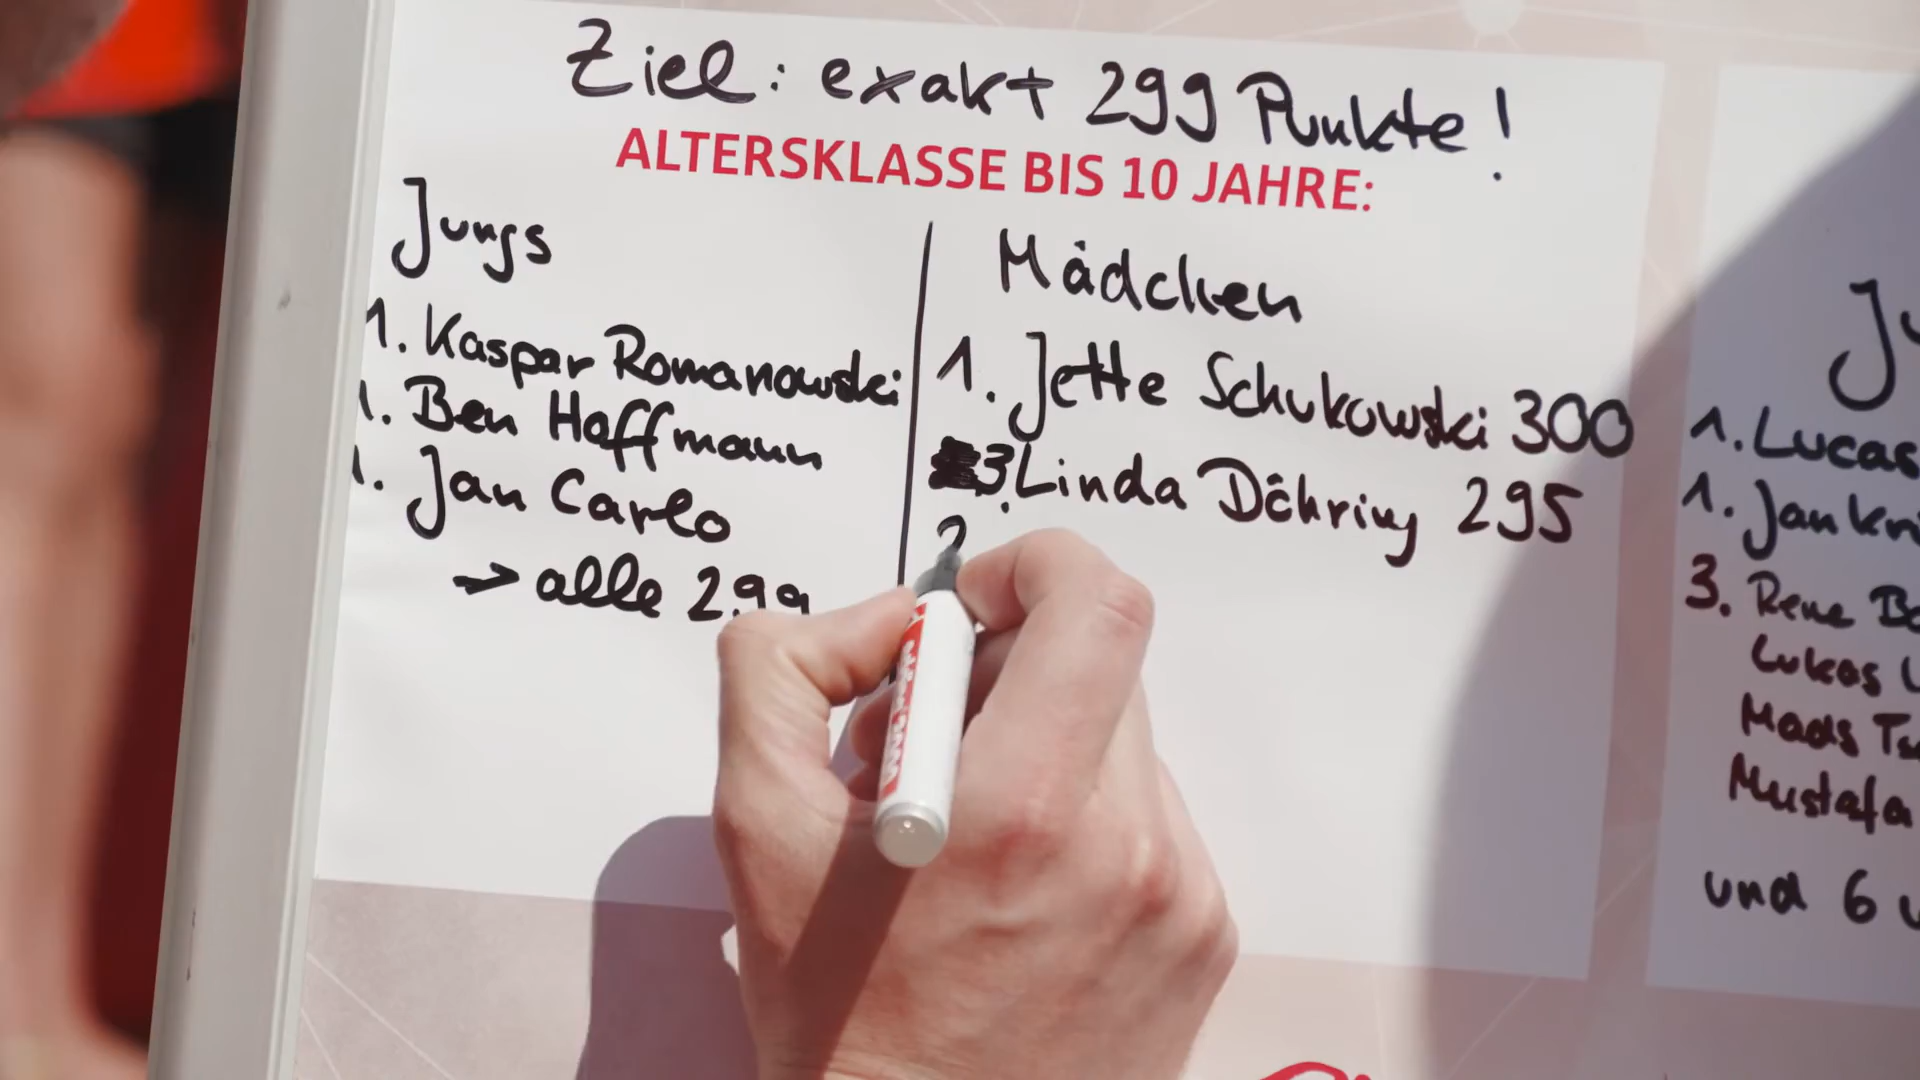 Ziel: exakt 299 Punkte!
ALTERSKLASSE BIS 10 JAHRE:
Jungs
1. Kaspar Romanowski
1. Ben Hoffmann
1. Jan Carlo
→ alle 299
Mädchen
1. Jette Schukowski 300
3. Linda Döhring 295
2
1. Lucas
1. Jan
3. Rene
Lukas
Mads
Mustafa
und 6
edding